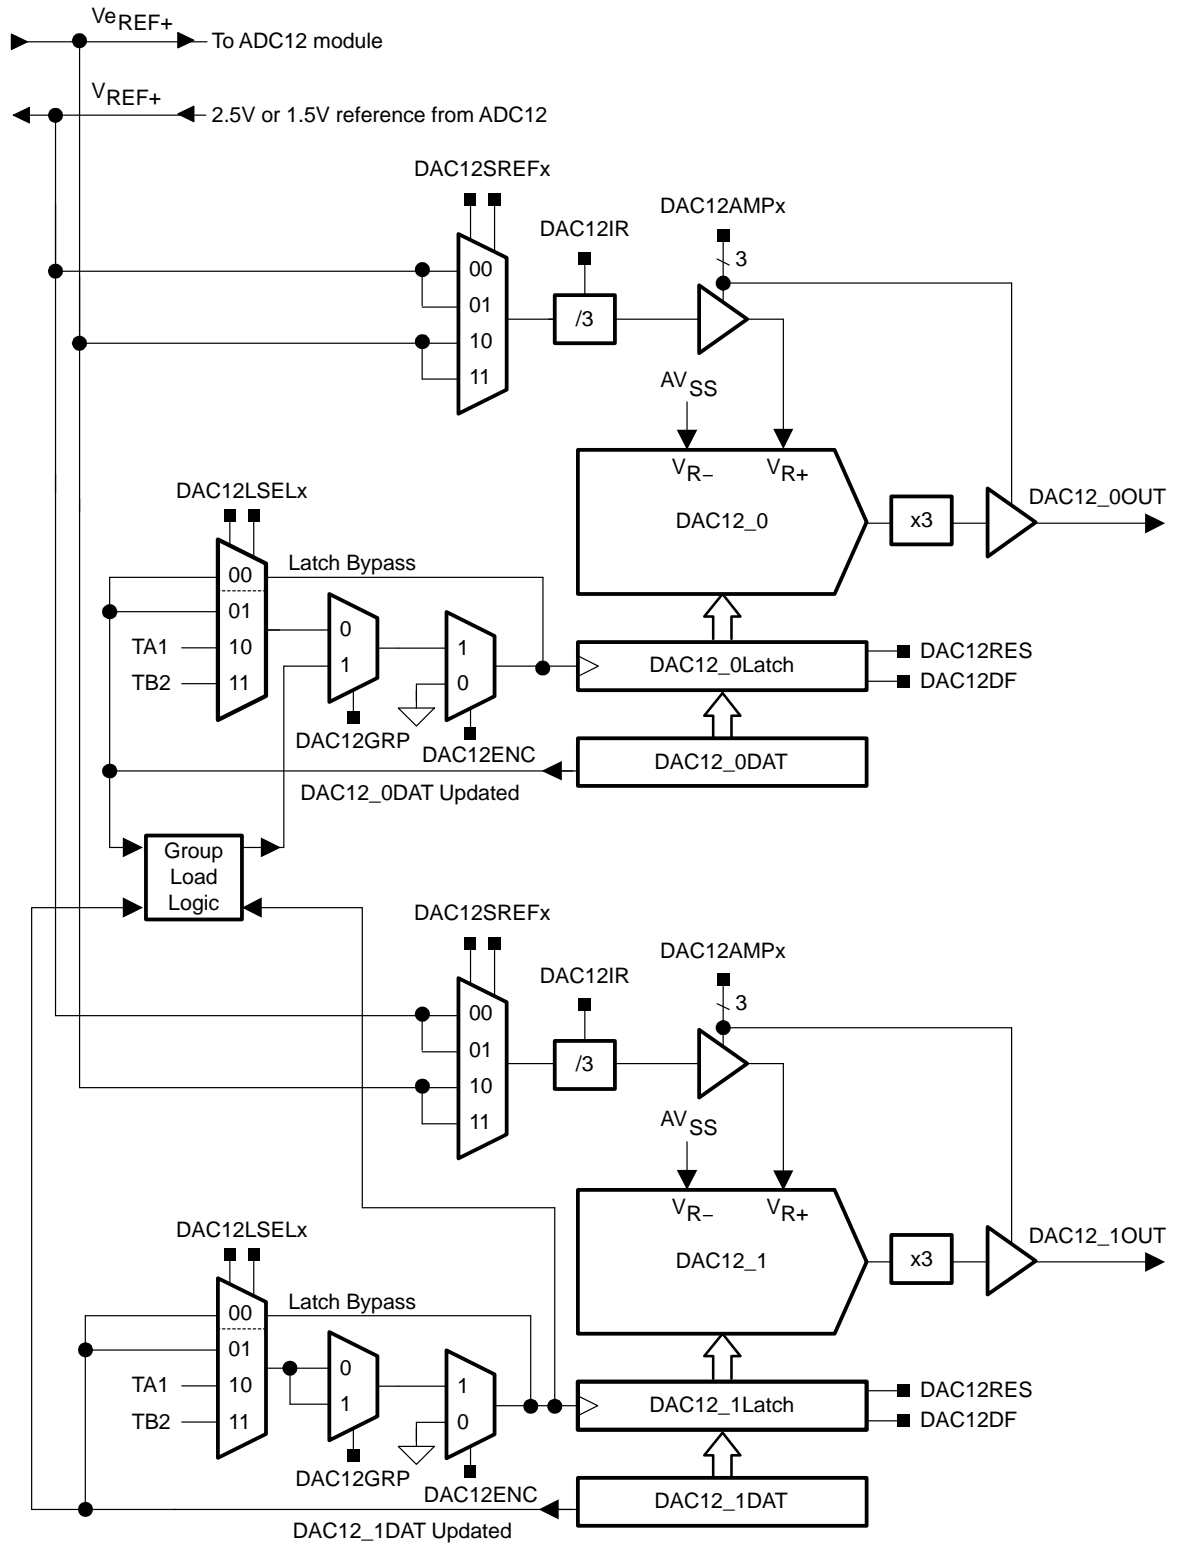 VeREF+
To ADC12 module
VREF+
2.5V or 1.5V reference from ADC12
DAC12SREFx
DAC12AMPx
DAC12IR
3
00
01
10
11
/3
AVSS
VR−
VR+
DAC12_0
x3
DAC12_0OUT
DAC12LSELx
Latch Bypass
00
01
TA1
10
TB2
11
0
1
1
0
DAC12GRP
DAC12ENC
DAC12_0Latch
DAC12RES
DAC12DF
DAC12_0DAT
DAC12_0DAT Updated
Group
Load
Logic
DAC12SREFx
DAC12AMPx
DAC12IR
3
00
01
10
11
/3
AVSS
VR−
VR+
DAC12_1
x3
DAC12_1OUT
DAC12LSELx
Latch Bypass
00
01
TA1
10
TB2
11
0
1
1
0
DAC12GRP
DAC12ENC
DAC12_1Latch
DAC12RES
DAC12DF
DAC12_1DAT
DAC12_1DAT Updated